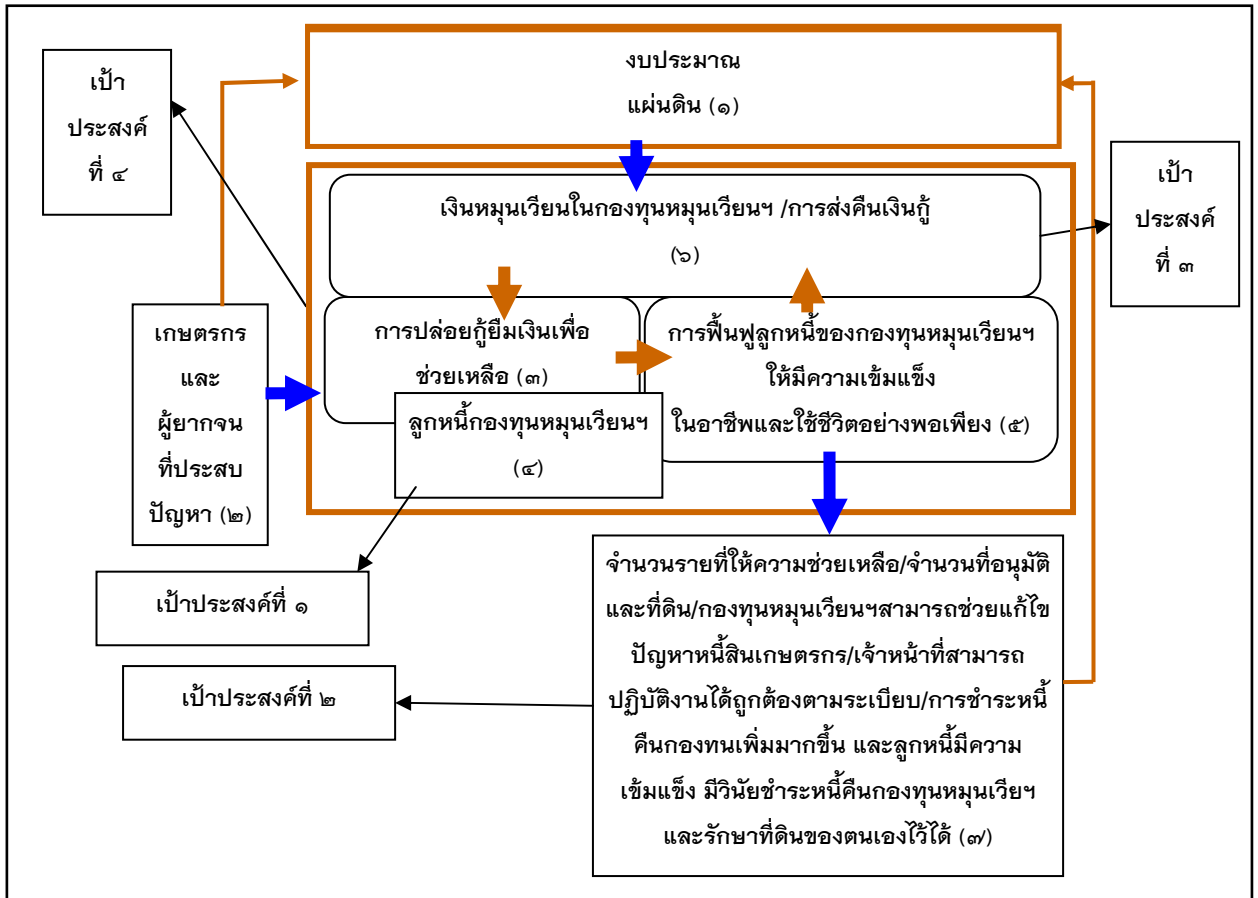 งบประมาณ
แผ่นดิน (๑)
เป้า
ประสงค์
ที่ ๔
เป้า
ประสงค์
ที่ ๓
เงินหมุนเวียนในกองทุนหมุนเวียนฯ /การส่งคืนเงินกู้
(๖)
เกษตรกร
และ
ผู้ยากจน
ที่ประสบ
ปัญหา (๒)
การปล่อยกู้ยืมเงินเพื่อ
ช่วยเหลือ (๓)
การฟื้นฟูลูกหนี้ของกองทุนหมุนเวียนฯ
ให้มีความเข้มแข็ง
ในอาชีพและใช้ชีวิตอย่างพอเพียง (๕)
ลูกหนี้กองทุนหมุนเวียนฯ
(๔)
เป้าประสงค์ที่ ๑
เป้าประสงค์ที่ ๒
จำนวนรายที่ให้ความช่วยเหลือ/จำนวนที่อนุมัติ
และที่ดิน/กองทุนหมุนเวียนฯสามารถช่วยแก้ไข
ปัญหาหนี้สินเกษตรกร/เจ้าหน้าที่สามารถ
ปฏิบัติงานได้ถูกต้องตามระเบียบ/การชำระหนี้
คืนกองทนเพิ่มมากขึ้น และลูกหนี้มีความ
เข้มแข็ง มีวินัยชำระหนี้คืนกองทุนหมุนเวียฯ
และรักษาที่ดินของตนเองไว้ได้ (๗)